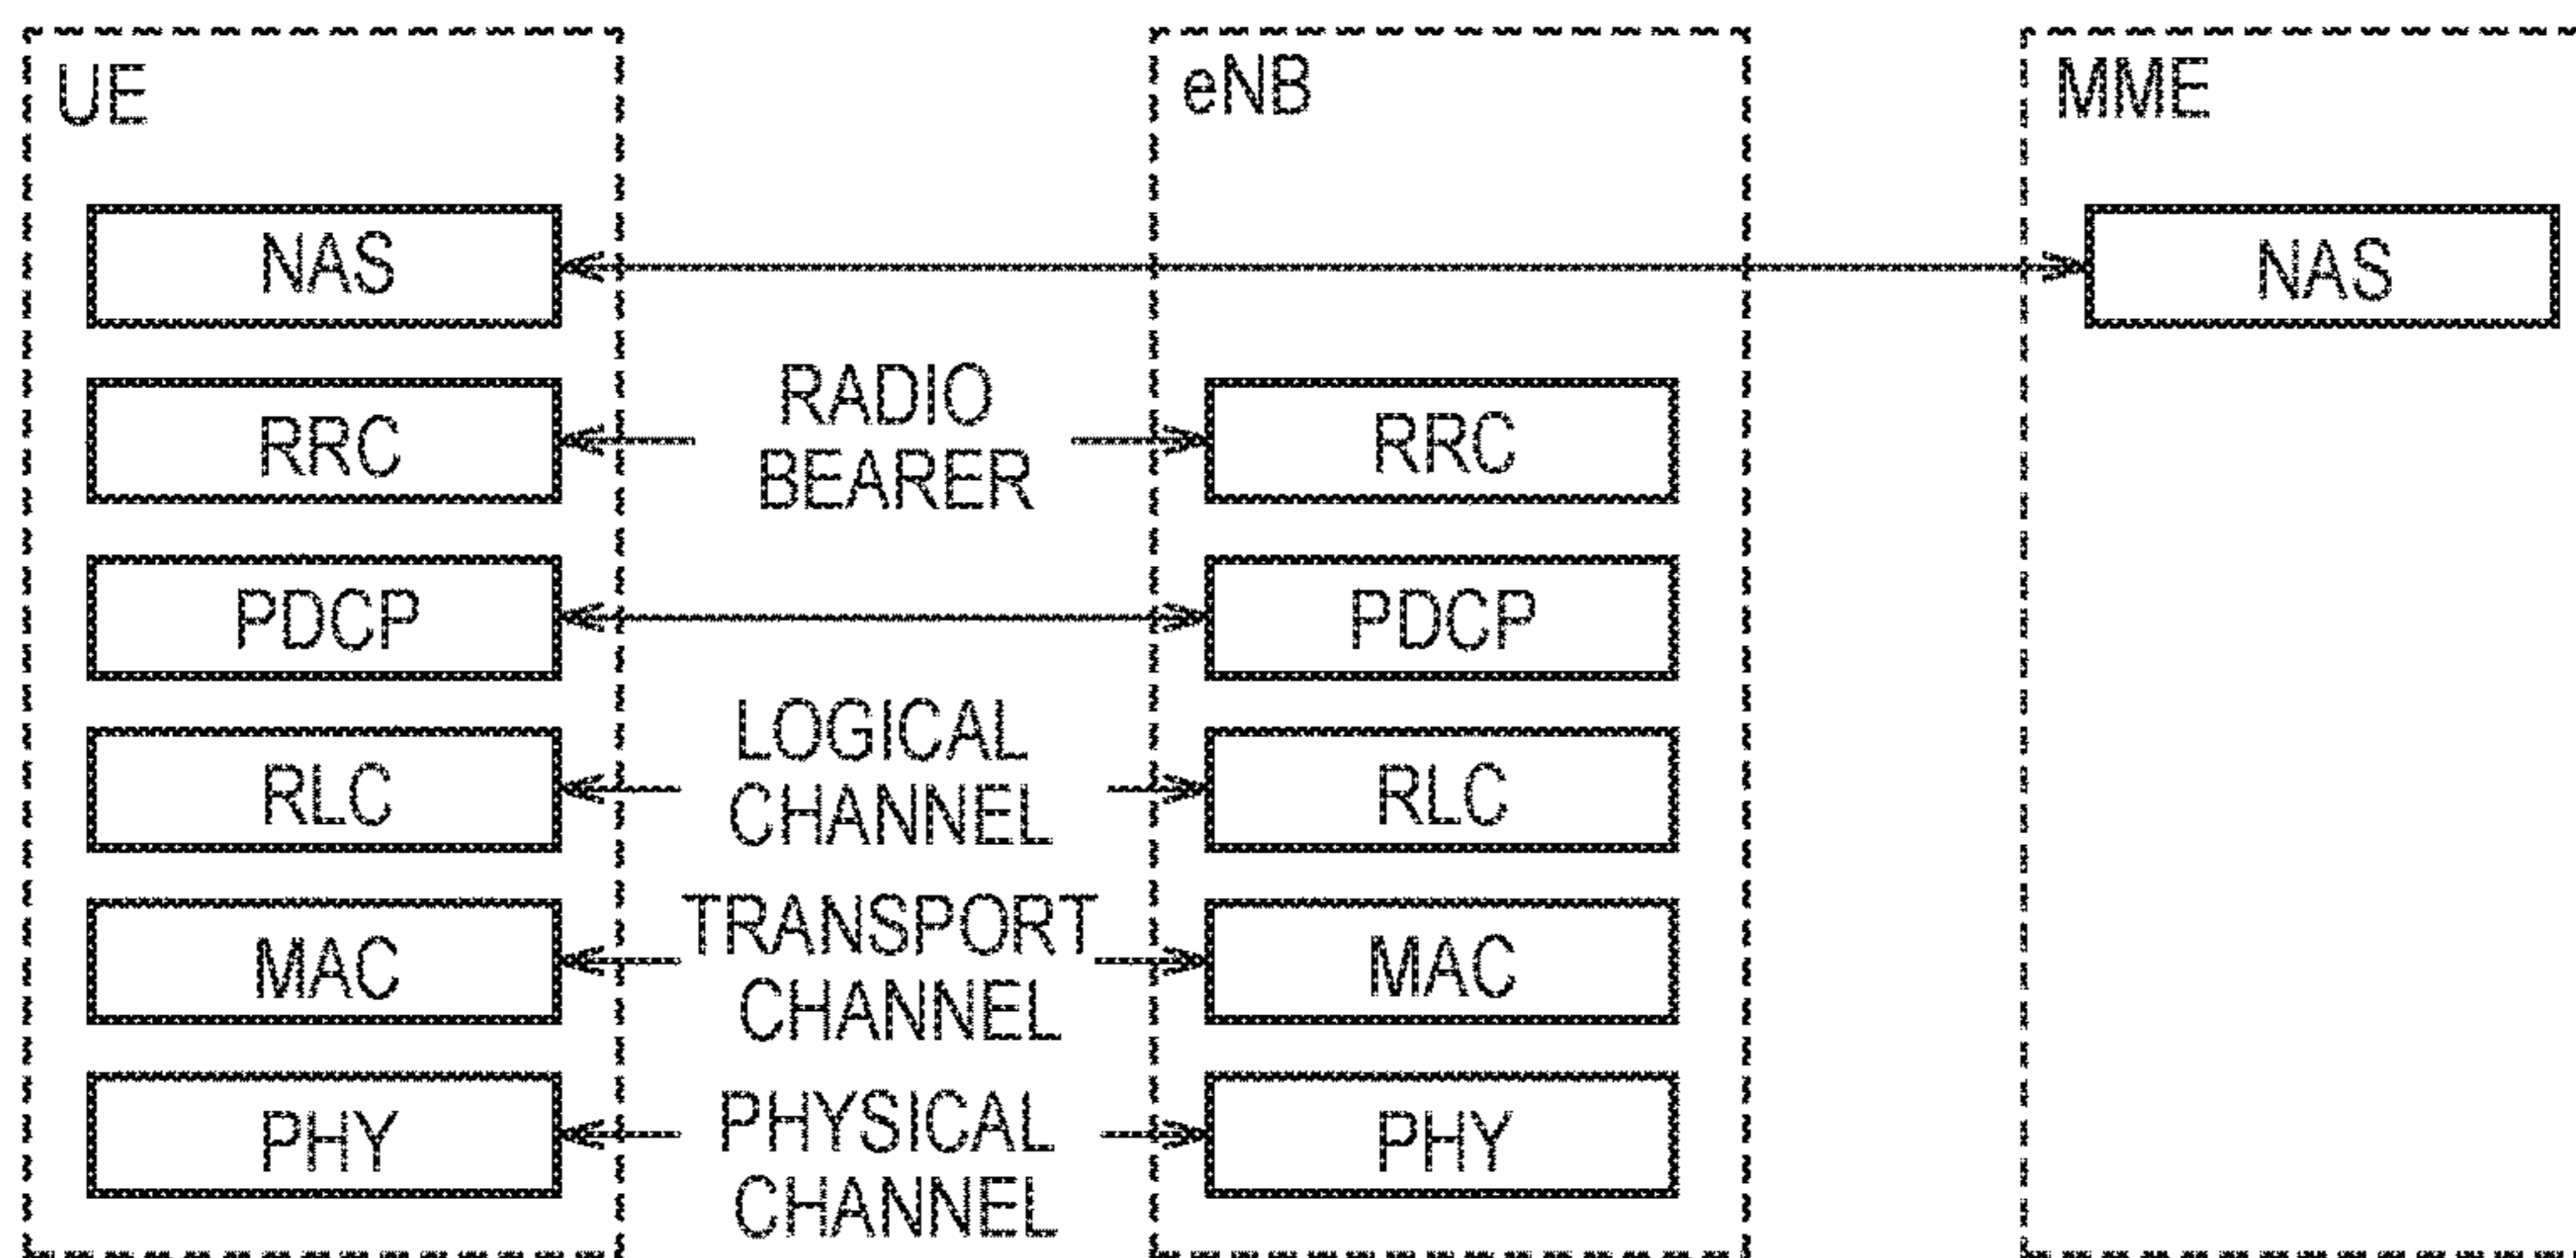 UE
eNB
MME
NAS
NAS
RADIO
BEARER
RRC
RRC
PDCP
PDCP
LOGICAL
CHANNEL
RLC
RLC
TRANSPORT
CHANNEL
MAC
MAC
PHYSICAL
CHANNEL
PHY
PHY